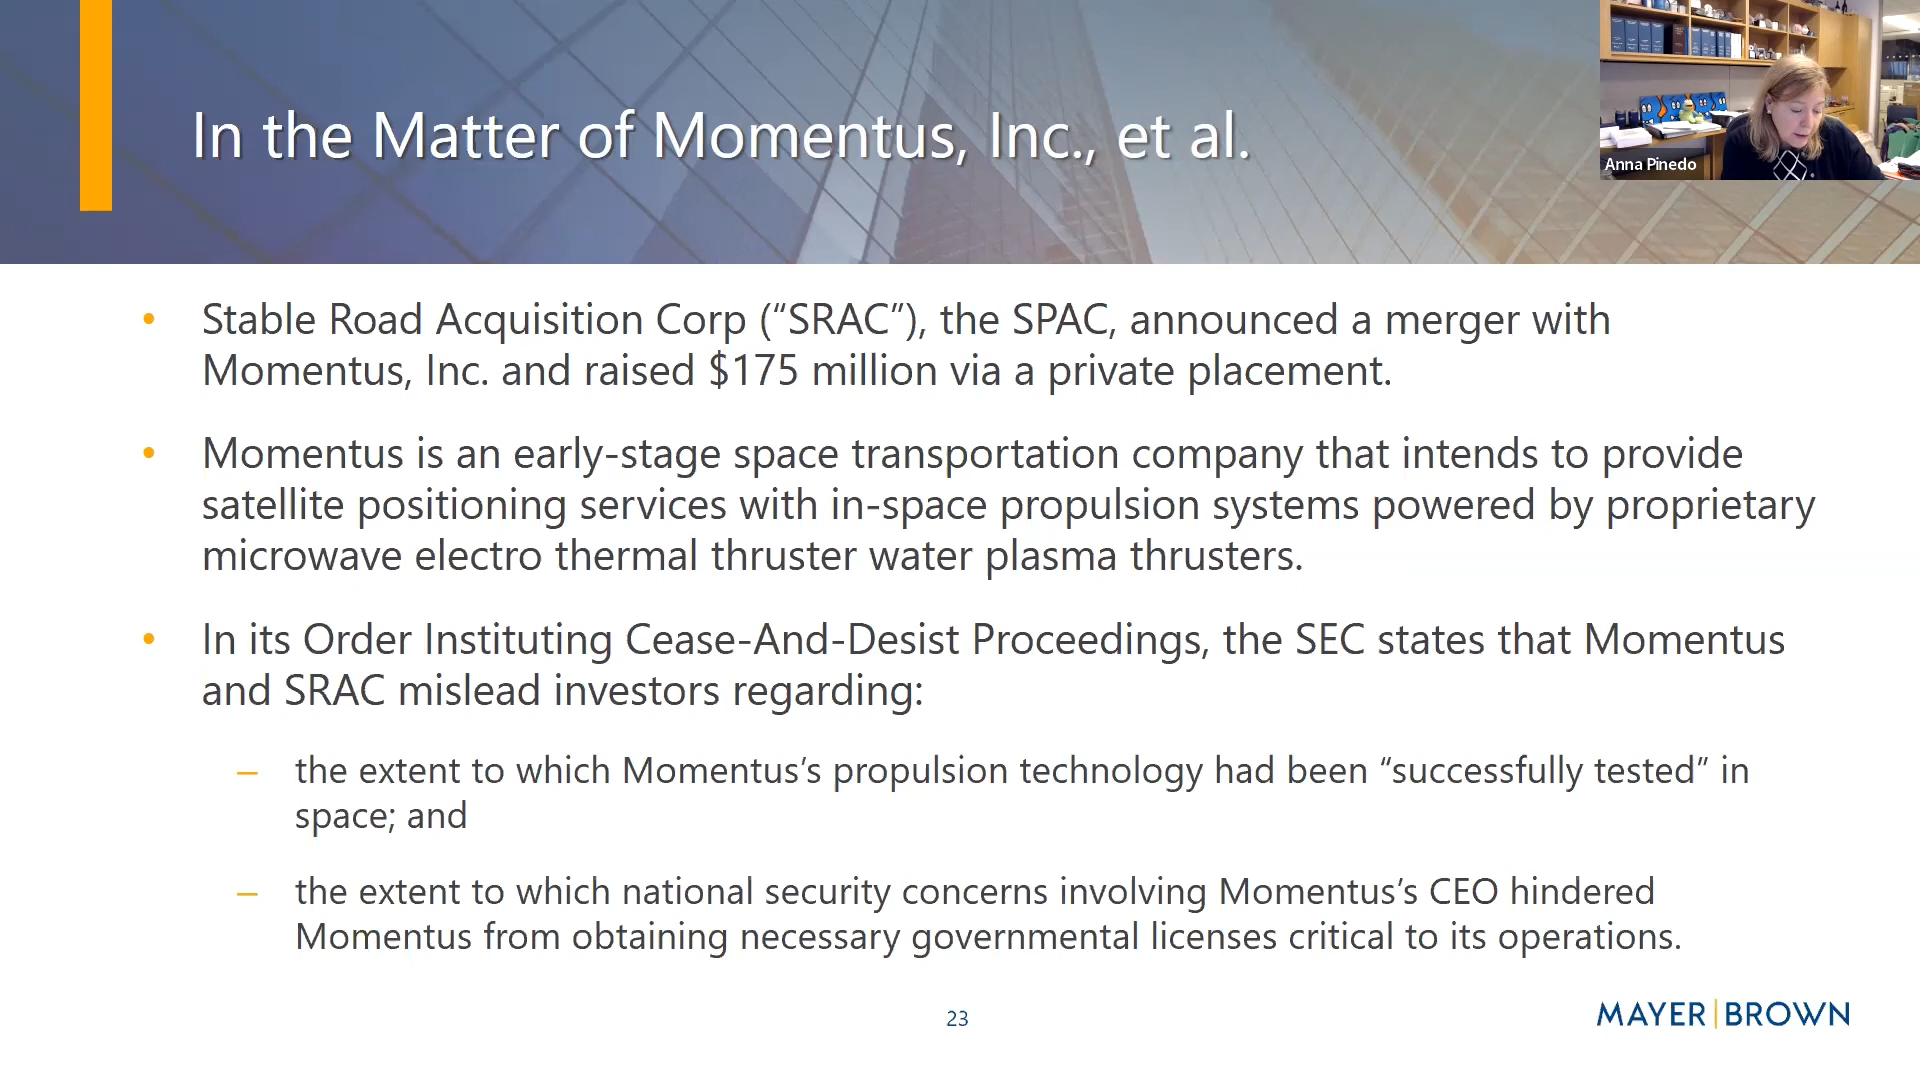 In the Matter of Momentus, Inc., et al.
Anna Pinedo
• Stable Road Acquisition Corp (“SRAC”), the SPAC, announced a merger with
Momentus, Inc. and raised $175 million via a private placement.
• Momentus is an early-stage space transportation company that intends to provide
satellite positioning services with in-space propulsion systems powered by proprietary
microwave electro thermal thruster water plasma thrusters.
• In its Order Instituting Cease-And-Desist Proceedings, the SEC states that Momentus
and SRAC mislead investors regarding:
– the extent to which Momentus’s propulsion technology had been “successfully tested” in
space; and
– the extent to which national security concerns involving Momentus’s CEO hindered
Momentus from obtaining necessary governmental licenses critical to its operations.
23
MAYER|BROWN